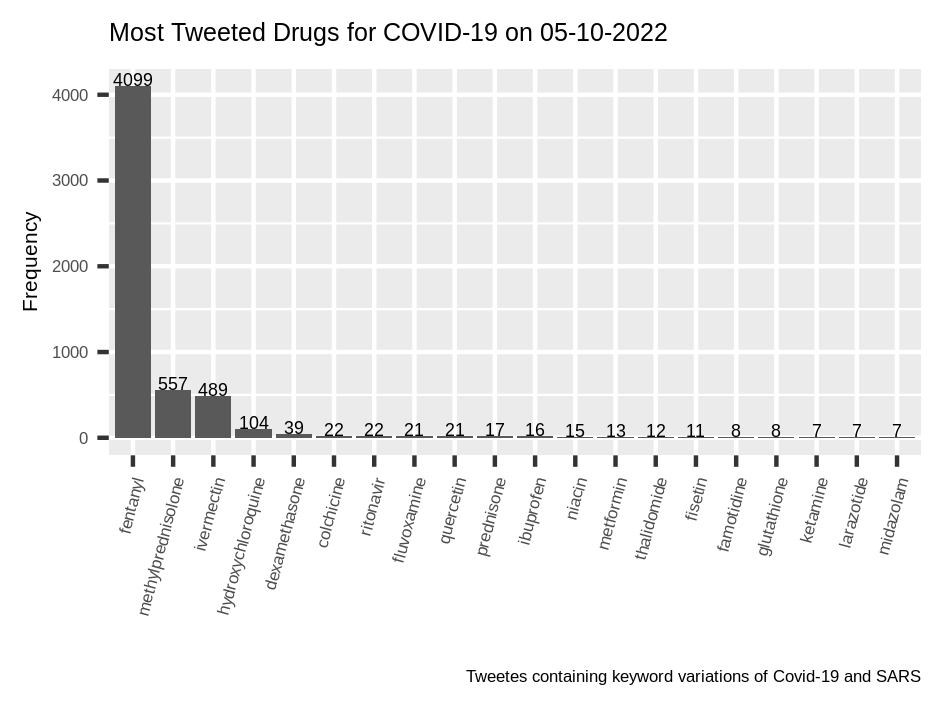 Most Tweeted Drugs for COVID-19 on 05-10-2022
Frequency
4000
3000
2000
1000
0
4099
557
489
104
39
22
22
21
21
17
16
15
13
12
11
8
8
7
7
7
fentanyl
methylprednisolone
ivermectin
hydroxychloroquine
dexamethasone
colchicine
ritonavir
fluvoxamine
quercetin
prednisone
ibuprofen
niacin
metformin
thalidomide
fisetin
famotidine
glutathione
ketamine
larazotide
midazolam
Tweetes containing keyword variations of Covid-19 and SARS